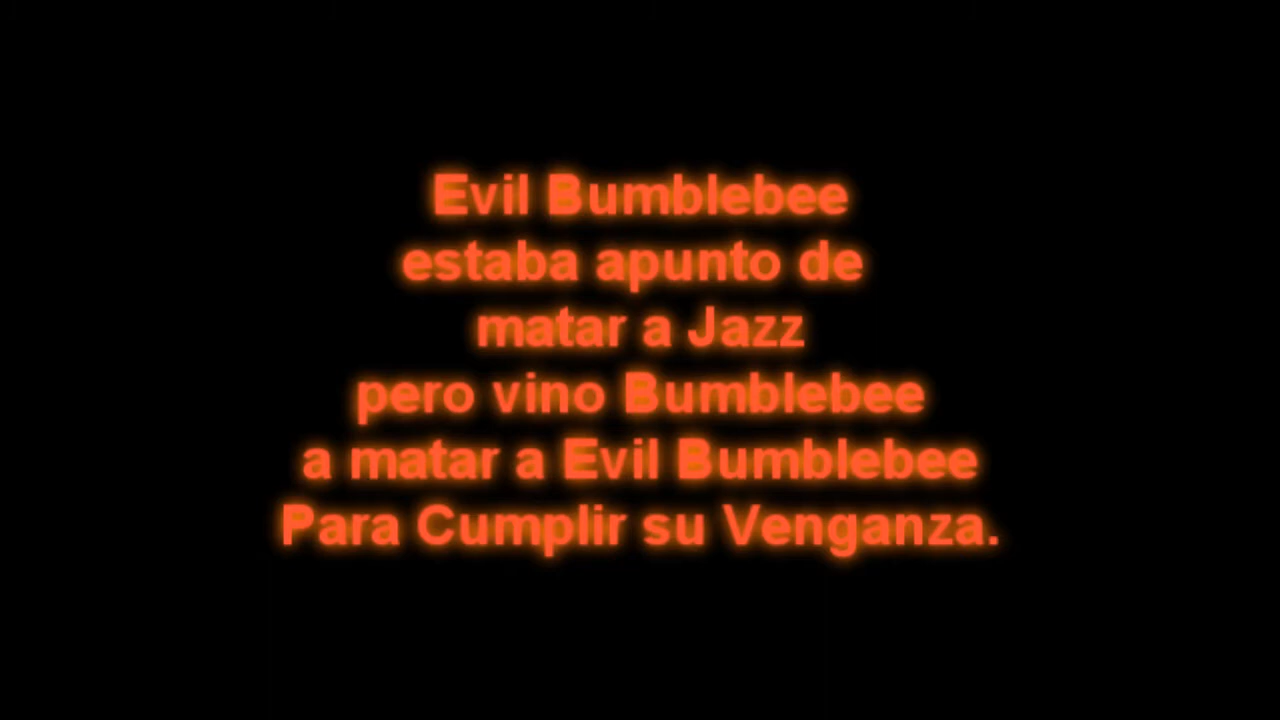 Evil Bumblebee
estaba apunto de
matar a Jazz
pero vino Bumblebee
a matar a Evil Bumblebee
Para Cumplir su Venganza.